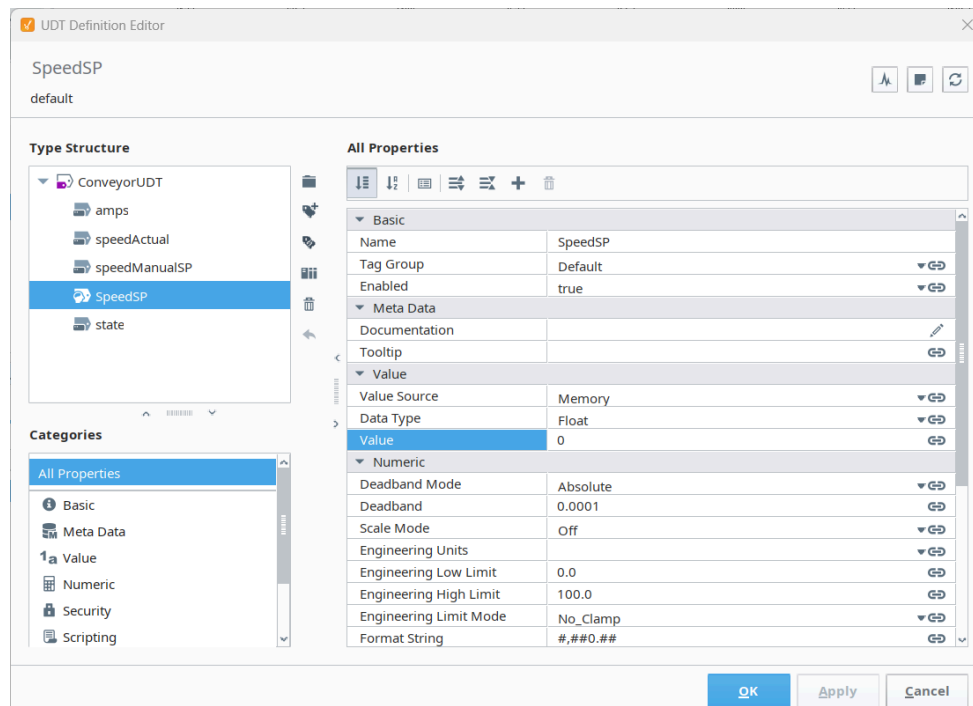 UDT Definition Editor
SpeedSP
default
Type Structure
ConveyorUDT
amps
speedActual
speedManualSP
SpeedSP
state
Categories
All Properties
Basic
Meta Data
1a Value
Numeric
Security
Scripting
All Properties
Basic
Name SpeedSP
Tag Group Default
Enabled true
Meta Data
Documentation
Tooltip
Value
Value Source Memory
Data Type Float
Value 0
Numeric
Deadband Mode Absolute
Deadband 0.0001
Scale Mode Off
Engineering Units
Engineering Low Limit 0.0
Engineering High Limit 100.0
Engineering Limit Mode No_Clamp
Format String #,##0.##
OK Apply Cancel